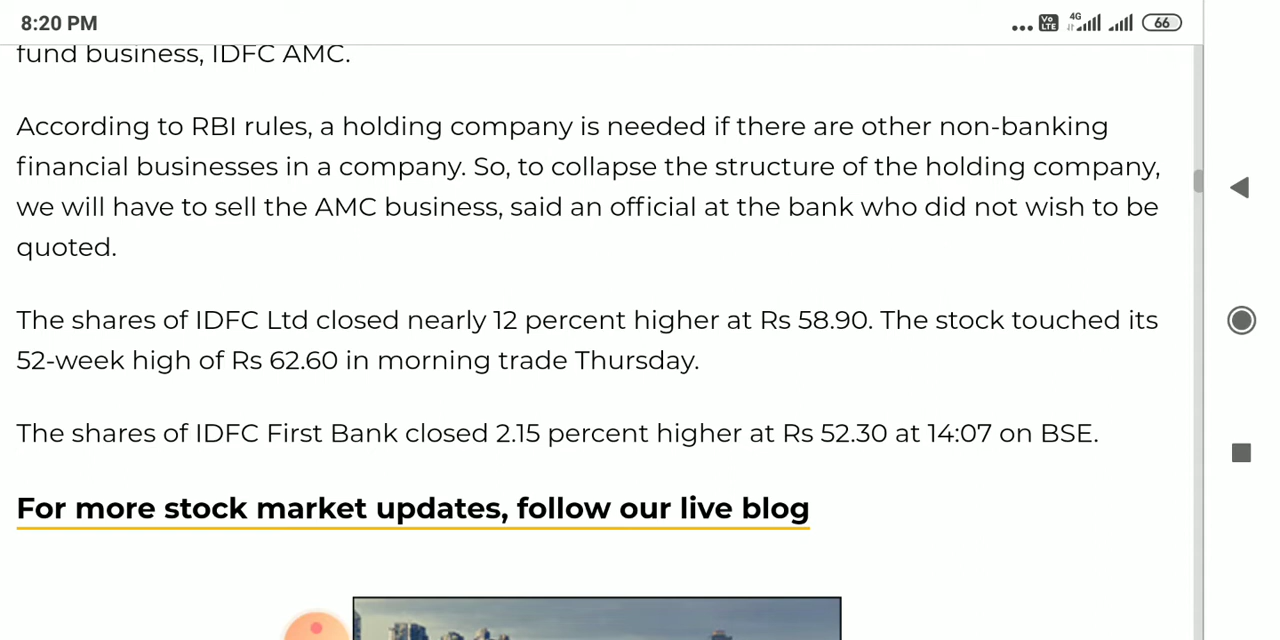 8:20 PM
Vo LTE 4G 66
fund business, IDFC AMC.
According to RBI rules, a holding company is needed if there are other non-banking
financial businesses in a company. So, to collapse the structure of the holding company,
we will have to sell the AMC business, said an official at the bank who did not wish to be
quoted.
The shares of IDFC Ltd closed nearly 12 percent higher at Rs 58.90. The stock touched its
52-week high of Rs 62.60 in morning trade Thursday.
The shares of IDFC First Bank closed 2.15 percent higher at Rs 52.30 at 14:07 on BSE.
For more stock market updates, follow our live blog